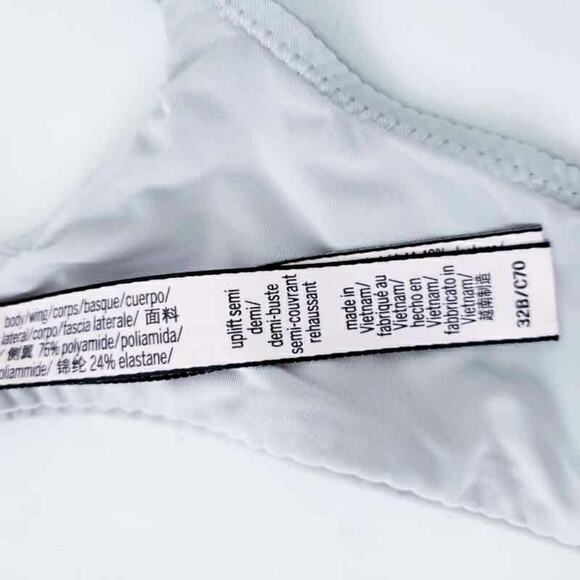 body/wing/corps/basque/cuerpo/
lateral/corpo/fascia laterale/ 面料
/ 侧翼 76% polyamide/poliamida/
poliammide/ 锦纶 24% elastane/
uplift semi
demi/
demi-buste
semi-couvrant
rehaussant
made in
Vietnam/
fabriqué au
Vietnam/
hecho en
Vietnam/
fabbricato in
Vietnam/
越南制造
32B/C70